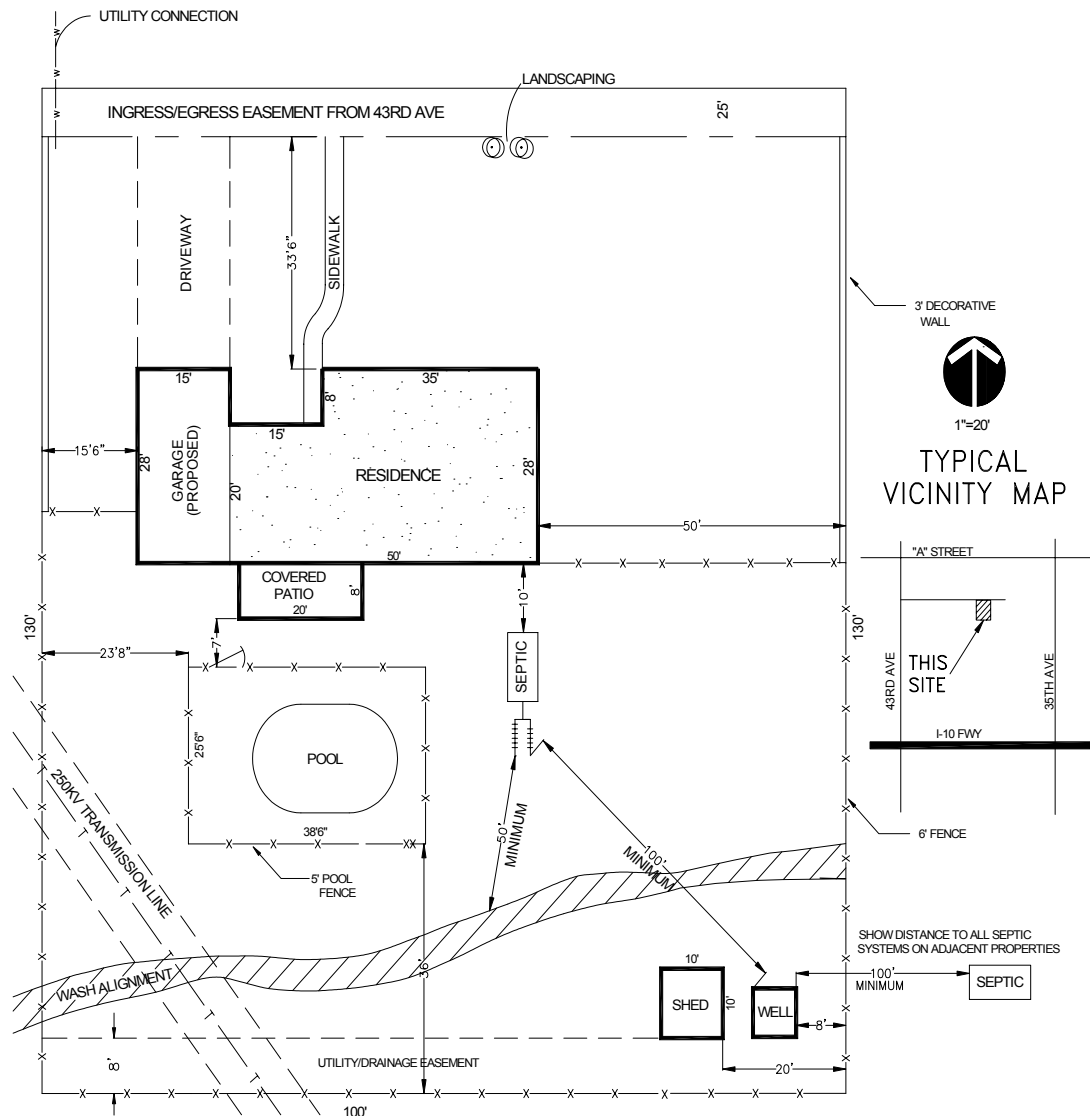 UTILITY CONNECTION
W
W
W
W
LANDSCAPING
INGRESS/EGRESS EASEMENT FROM 43RD AVE
25'
DRIVEWAY
33'6"
SIDEWALK
3' DECORATIVE
WALL
1"=20'
TYPICAL
VICINITY MAP
15'
35'
8'
15'
15'6"
28'
GARAGE
(PROPOSED)
20'
RESIDENCE
28'
50'
50'
"A" STREET
43RD AVE
THIS
SITE
35TH AVE
I-10 FWY
COVERED
PATIO
8'
20'
10'
130'
130'
23'8"
7'
SEPTIC
25'6"
POOL
38'6"
250KV TRANSMISSION LINE
5' POOL
FENCE
50'
MINIMUM
100'
MINIMUM
6' FENCE
36'
WASH ALIGNMENT
SHOW DISTANCE TO ALL SEPTIC
SYSTEMS ON ADJACENT PROPERTIES
10'
SHED
10'
WELL
100'
MINIMUM
SEPTIC
8'
8'
UTILITY/DRAINAGE EASEMENT
20'
100'